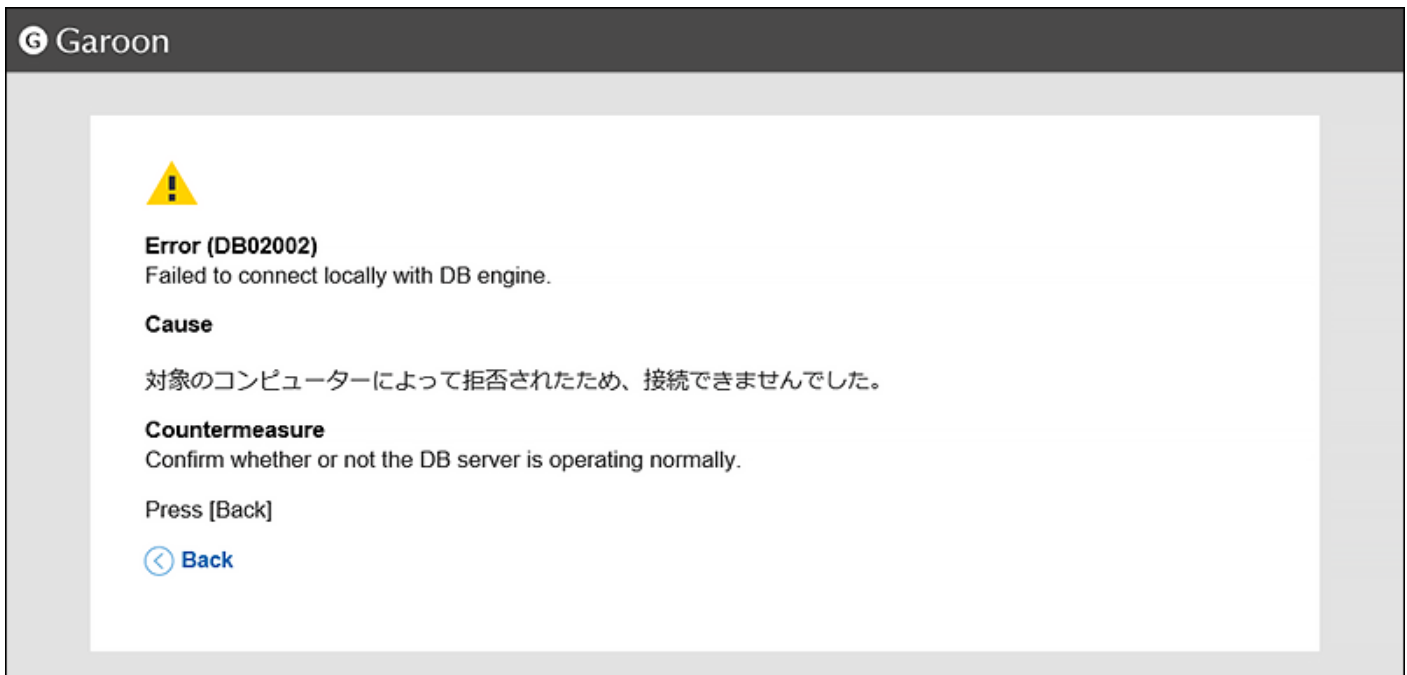 Garoon
Error (DB02002)
Failed to connect locally with DB engine.
Cause
対象のコンピューターによって拒否されたため、接続できませんでした。
Countermeasure
Confirm whether or not the DB server is operating normally.
Press [Back]
Back